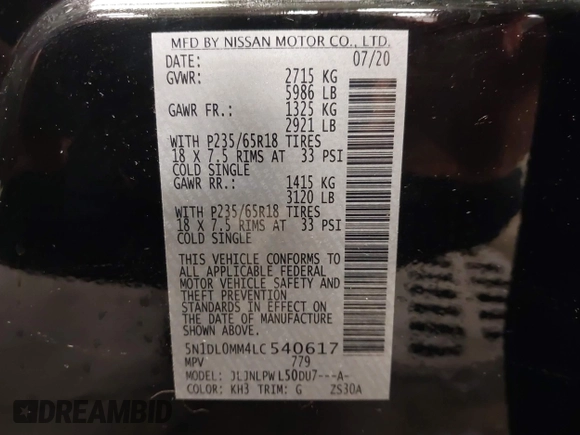 MFD BY NISSAN MOTOR CO., LTD.
DATE: 07/20
GVWR: 2715 KG
5986 LB
GAWR FR.: 1325 KG
2921 LB
WITH P235/65R18 TIRES
18 X 7.5 RIMS AT 33 PSI
COLD SINGLE
GAWR RR.: 1415 KG
3120 LB
WITH P235/65R18 TIRES
18 X 7.5 RIMS AT 33 PSI
COLD SINGLE
THIS VEHICLE CONFORMS TO
ALL APPLICABLE FEDERAL
MOTOR VEHICLE SAFETY AND
THEFT PREVENTION
STANDARDS IN EFFECT ON
THE DATE OF MANUFACTURE
SHOWN ABOVE.
5N1DL0MM4LC540617
MPV 779
MODEL: JLJNLPWL50DU7---A-
COLOR: KH3 TRIM: G ZS30A
DREAMBID